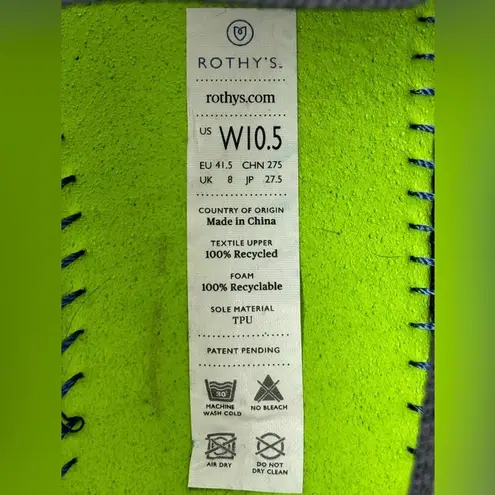 ROTHY'S
rothys.com
US W10.5
EU 41.5 CHN 275
UK 8 JP 27.5
COUNTRY OF ORIGIN
Made in China
TEXTILE UPPER
100% Recycled
FOAM
100% Recyclable
SOLE MATERIAL
TPU
PATENT PENDING
30°
MACHINE WASH COLD
NO BLEACH
AIR DRY
DO NOT DRY CLEAN